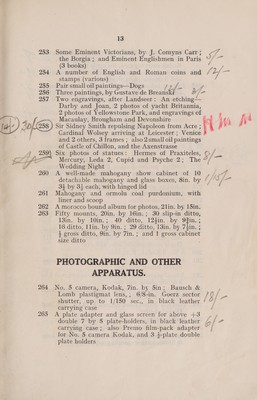 13
253 Some Eminent Victorians, by J. Comyns Carr;
the Borgia; and Eminent Englishmen in Paris
(3 books)
254 A number of English and Roman coins and
stamps (various)
255 Pair small oil paintings—Dogs
256 Three paintings, by Gustave de Breanski
257 Two engravings, after Landseer: An etching—
Darby and Joan, 2 photos of yacht Britannia,
2 photos of Yellowstone Park, and engravings of
Macaulay, Brougham and Devonshire
258 Sir Sidney Smith repulsing Napoleon from Acre;
Cardinal Wolsey arriving at Leicester; Venice
and 2 others, 3 frames; also 2 small oil paintings
of Castle of Chillon, and the Axenstrasse
259 Six photos of statues: Hermes of Praxiteles,
Mercury, Leda 2, Cupid and Psyche 2; The
Wedding Night
260 A well-made mahogany show cabinet of 10
detachable mahogany and glass boxes, 8in. by
3½ by 3¼ each, with hinged lid
261 Mahogany and ormolu coal purdonium, with
liner and scoop
262 A morocco bound album for photos, 21in. by 15in.
263 Fifty mounts, 20in. by 16in.; 30 slip-in ditto,
13in. by 10in.; 40 ditto, 12½in. by 9½in.;
16 ditto, 11in. by 9in.; 29 ditto, 13in. by 7½in.;
½ gross ditto, 9in. by 7in.; and 1 gross cabinet
size ditto
PHOTOGRAPHIC AND OTHER
APPARATUS.
264 No. 5 camera, Kodak, 7in. by 5in; Bausch &
Lomb plastigmat lens,; 6/8-in. Goerz sector
shutter, up to 1/150 sec., in black leather
carrying case
265 A plate adapter and glass screen for above +3
double 7 by 5 plate-holders, in black leather
carrying case; also Premo film-pack adapter
for No. 5 camera Kodak, and 3 ½-plate double
plate holders